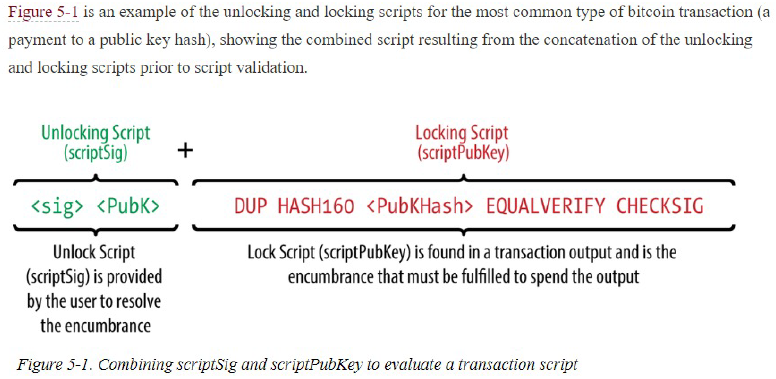 Figure 5-1 is an example of the unlocking and locking scripts for the most common type of bitcoin transaction (a
payment to a public key hash), showing the combined script resulting from the concatenation of the unlocking
and locking scripts prior to script validation.
Unlocking Script
(scriptSig)
+
Locking Script
(scriptPubKey)
<sig> <PubK>
DUP HASH160 <PubKHash> EQUALVERIFY CHECKSIG
Unlock Script
(scriptSig) is provided
by the user to resolve
the encumbrance
Lock Script (scriptPubKey) is found in a transaction output and is the
encumbrance that must be fulfilled to spend the output
Figure 5-1. Combining scriptSig and scriptPubKey to evaluate a transaction script